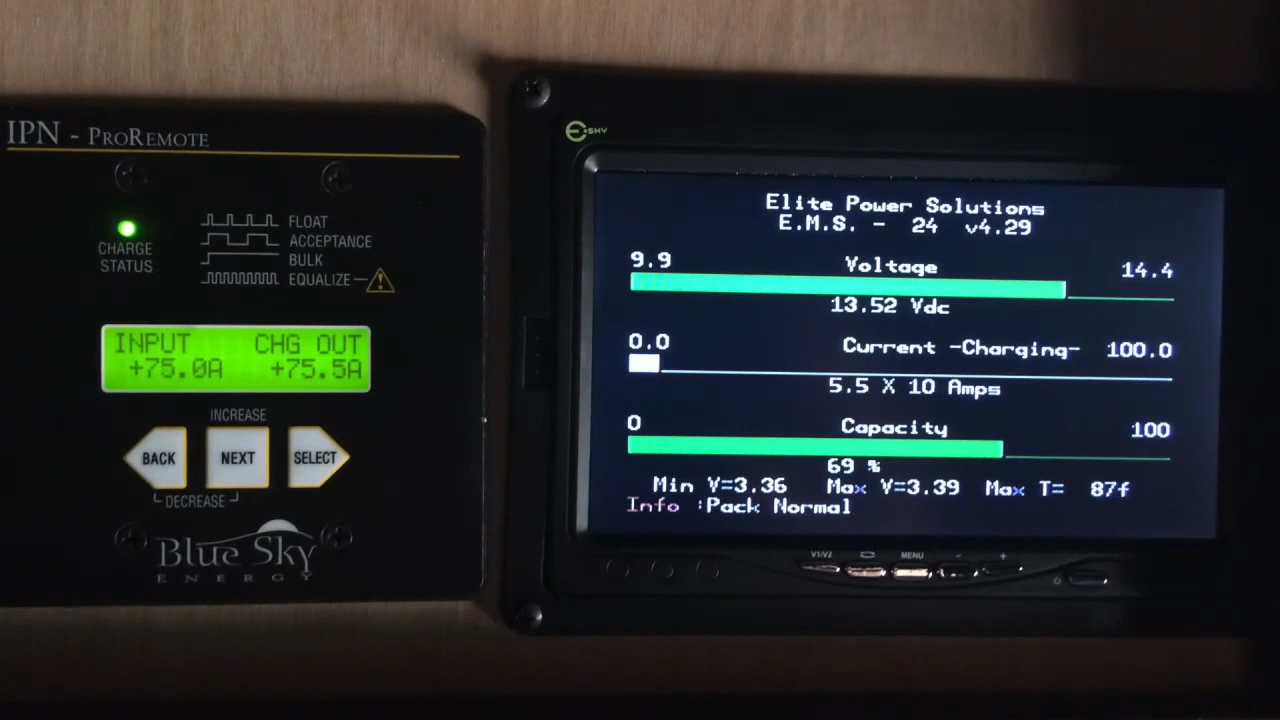 IPN - PROREMOTE
CHARGE
STATUS
FLOAT
ACCEPTANCE
BULK
EQUALIZE
INPUT CHG OUT
+75.0A +75.5A
INCREASE
BACK NEXT SELECT
DECREASE
BLUE SKY
ENERGY
e-SKY
Elite Power Solutions
E.M.S. - 24 v4.29
9.9 Voltage 14.4
13.52 Vdc
0.0 Current -Charging- 100.0
5.5 X 10 Amps
0 Capacity 100
69 %
Min V=3.36 Max V=3.39 Max T= 87f
Info :Pack Normal
V1/V2 MENU - +